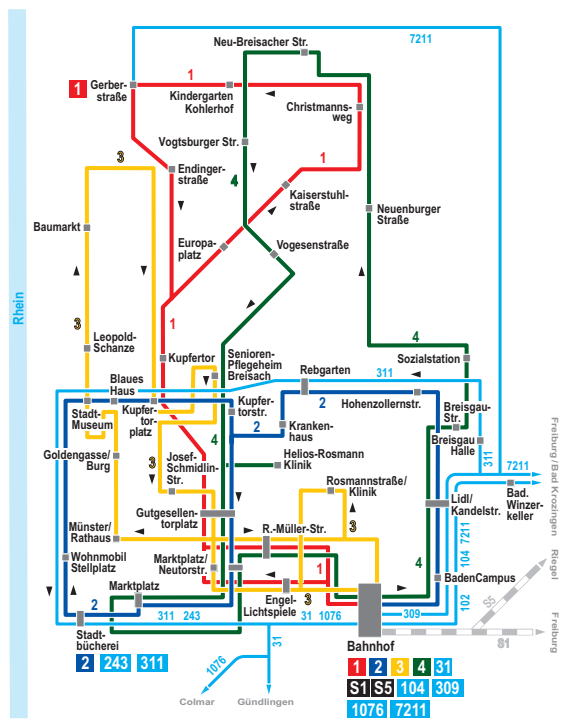 7211
Neu-Breisacher Str.
1
1
Gerber-
straße
Kindergarten
Kohlerhof
Christmanns-
weg
Vogtsburger Str.
3
1
Endinger-
straße
4
Kaiserstuhl-
straße
Neuenburger
Straße
Baumarkt
Europa-
platz
Vogesenstraße
Rhein
3
1
4
Leopold-
Schanze
Kupfertor
Senioren-
Pflegeheim
Breisach
Sozialstation
Rebgarten
311
Blaues
Haus
Stadt-
Museum
Kupfer-
tor-
platz
Kupfer-
torstr.
2
Hohenzollernstr.
Breisgau-
Str.
2
Kranken-
haus
Breisgau
Halle
4
Goldengasse/
Burg
3
Josef-
Schmidlin-
Str.
Helios-Rosmann
Klinik
311
7211
Freiburg/Bad Krozingen
Rosmannstraße/
Klinik
Bad.
Winzer-
keller
Gutgesellen-
torplatz
Lidl/
Kandelstr.
Münster/
Rathaus
R.-Müller-Str.
3
7211
104
102
Wohnmobil
Stellplatz
Marktplatz/
Neutorstr.
1
4
BadenCampus
Riegel
Marktplatz
Engel-
Lichtspiele
3
2
311 243
31 1076
309
S5
S1
Freiburg
Stadt-
bücherei
2 243 311
31
1076
Colmar
Gündlingen
Bahnhof
1 2 3 4 31
S1 S5 104 309
1076 7211